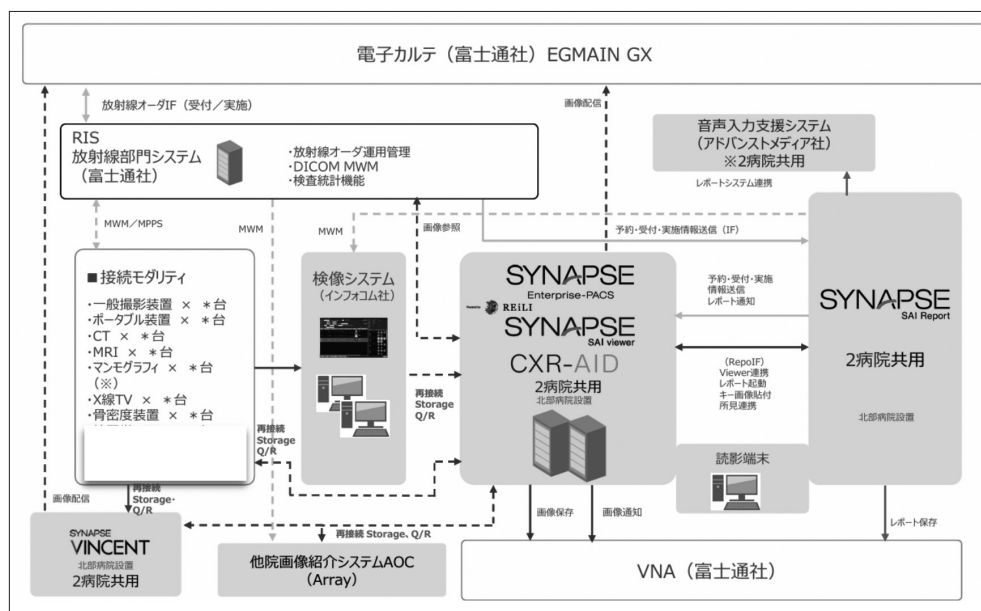 電子カルテ（富士通社）EGMAIN GX
放射線オーダIF（受付／実施）
画像配信
RIS
放射線部門システム
（富士通社）
・放射線オーダ運用管理
・DICOM MWM
・検査統計機能
音声入力支援システム
（アドバンストメディア社）
※2病院共用
レポートシステム連携
MWM／MPPS
MWM
MWM
画像参照
予約・受付・実施情報送信（IF）
■接続モダリティ
・一般撮影装置 × ＊台
・ポータブル装置 × ＊台
・CT × ＊台
・MRI × ＊台
・マンモグラフィ × ＊台
（※）
・X線TV × ＊台
・骨密度装置 × ＊台
検像システム
（インフォコム社）
SYNAPSE
Enterprise-PACS
Powered by REiLI
SYNAPSE
SAI viewer
CXR-AID
2病院共用
北部病院設置
予約・受付・実施
情報送信
レポート通知
（RepoIF）
Viewer連携
レポート起動
キー画像貼付
所見連携
SYNAPSE
SAI Report
2病院共用
北部病院設置
再接続
Storage
Q/R
再接続
Storage
Q/R
読影端末
画像配信
再接続
Storage・
Q/R
SYNAPSE
VINCENT
北部病院設置
2病院共用
再接続 Storage、Q/R
他院画像紹介システムAOC
（Array）
画像保存
画像通知
レポート保存
VNA（富士通社）